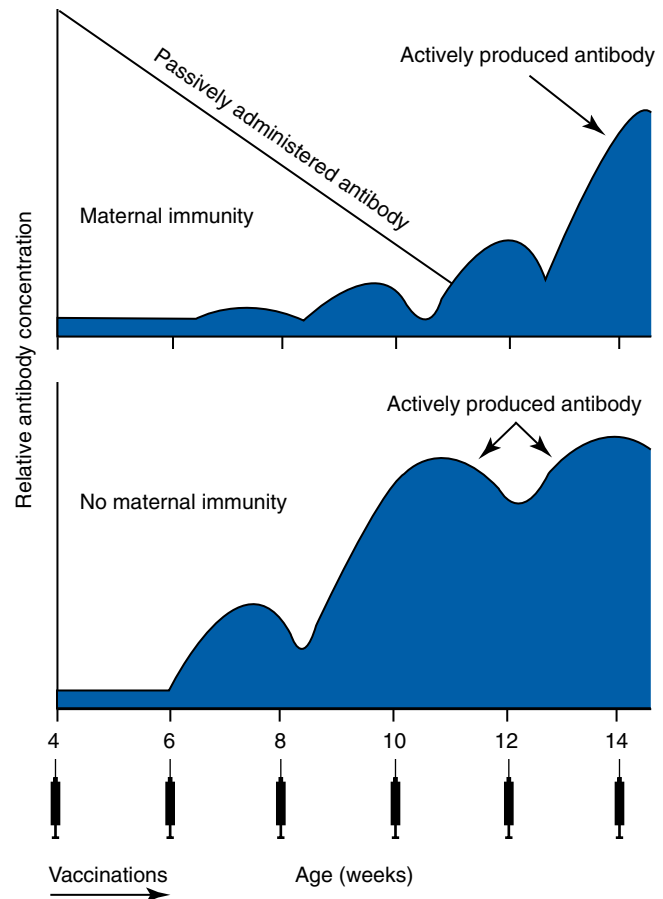 Actively produced antibody
Passively administered antibody
Maternal immunity
Relative antibody concentration
Actively produced antibody
No maternal immunity
4 6 8 10 12 14
Vaccinations Age (weeks)